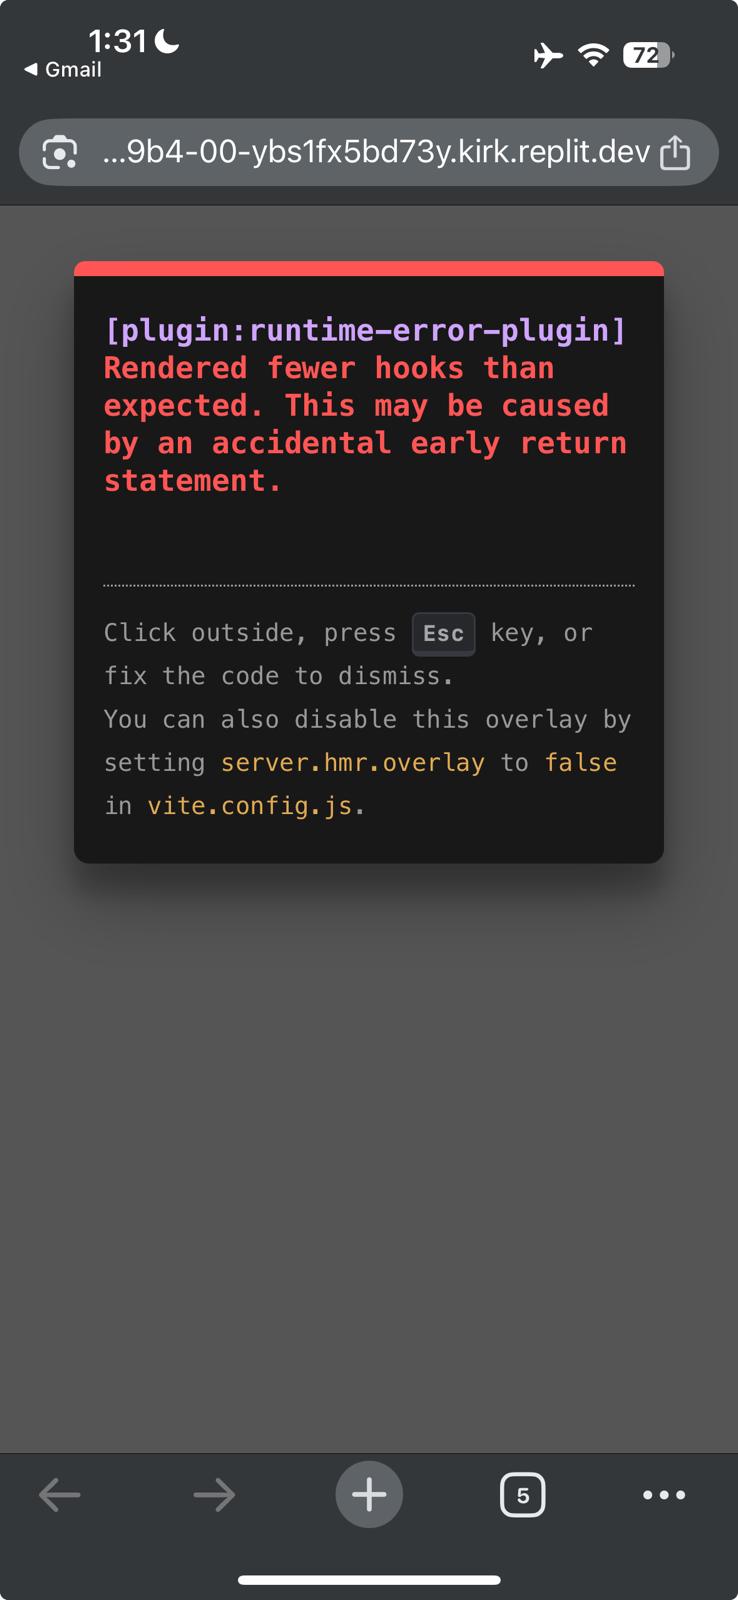 1:31
72
◀ Gmail
...9b4-00-ybs1fx5bd73y.kirk.replit.dev
[plugin:runtime-error-plugin]
Rendered fewer hooks than
expected. This may be caused
by an accidental early return
statement.
Click outside, press Esc key, or
fix the code to dismiss.
You can also disable this overlay by
setting server.hmr.overlay to false
in vite.config.js.
5